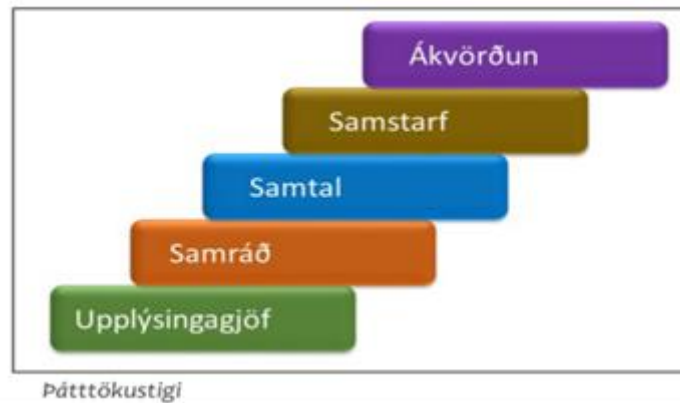 Ákvörðun
Samstarf
Samtal
Samráð
Upplýsingagjöf
Þátttökustigi